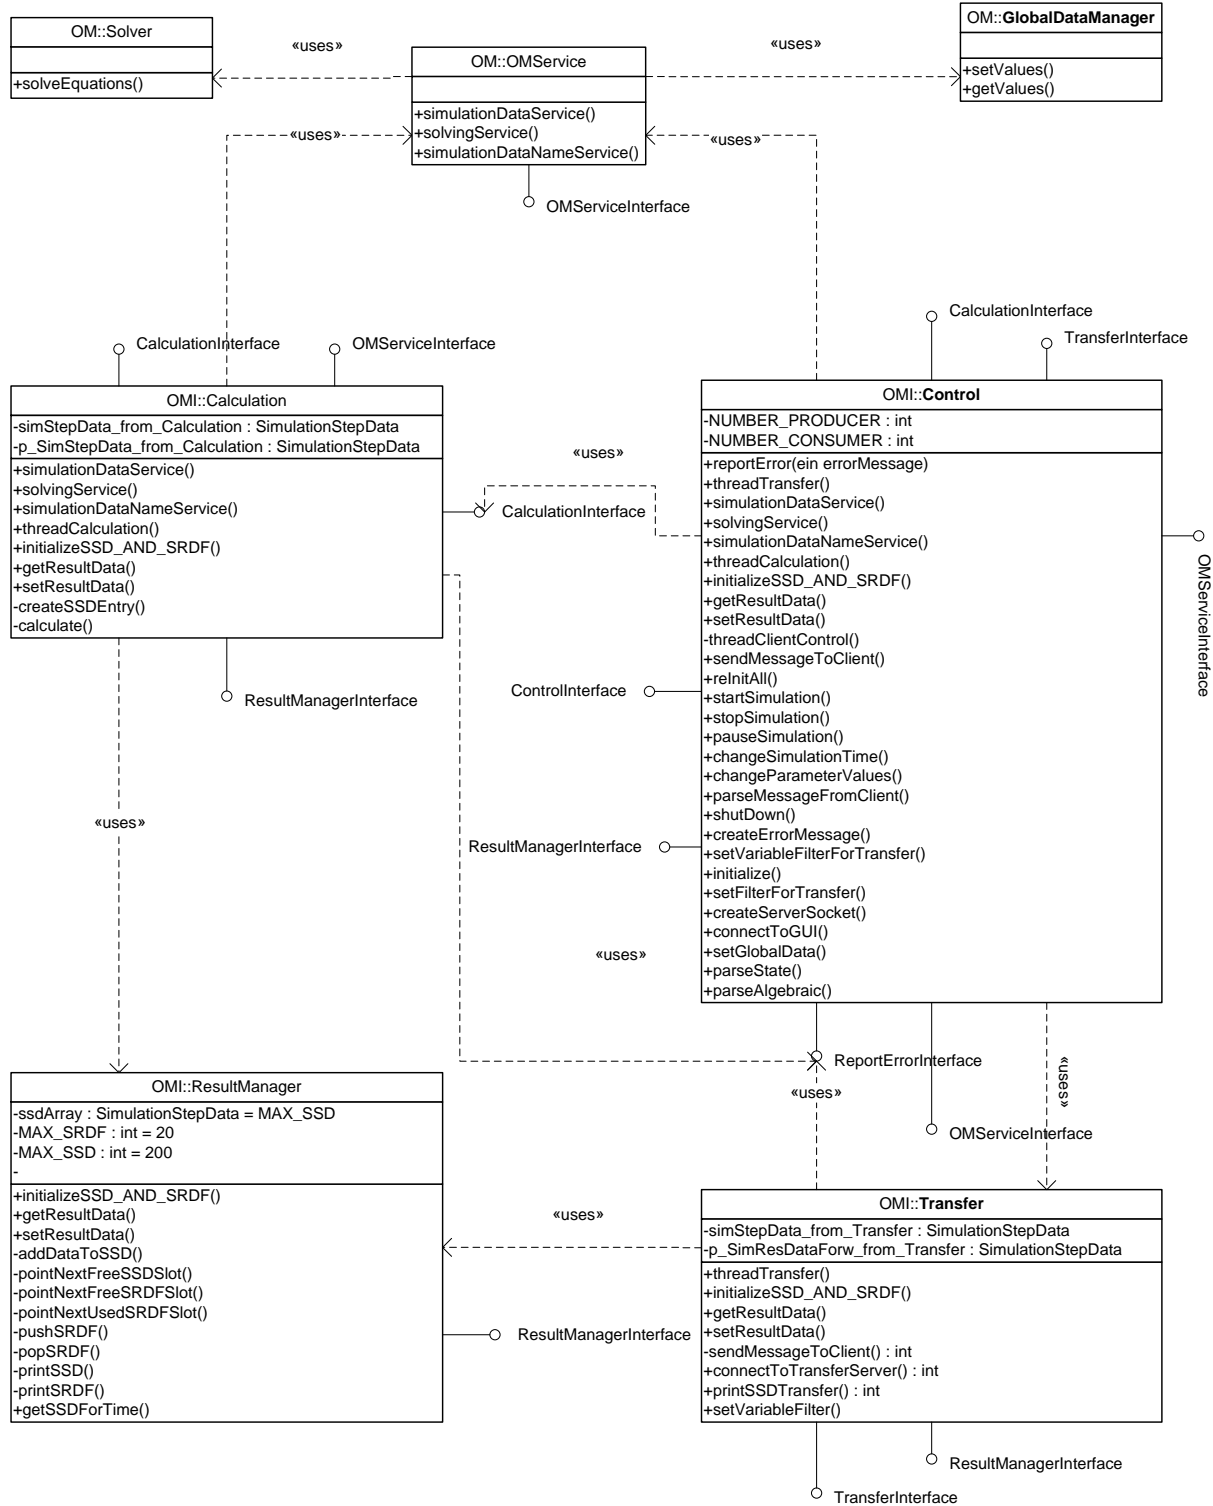 OM::Solver
+solveEquations()
«uses»
OM::OMService
+simulationDataService()
+solvingService()
+simulationDataNameService()
«uses»
OM::GlobalDataManager
+setValues()
+getValues()
«uses»
«uses»
OMServiceInterface
CalculationInterface
OMServiceInterface
CalculationInterface
TransferInterface
OMI::Calculation
-simStepData_from_Calculation : SimulationStepData
-p_SimStepData_from_Calculation : SimulationStepData
+simulationDataService()
+solvingService()
+simulationDataNameService()
+threadCalculation()
+initializeSSD_AND_SRDF()
+getResultData()
+setResultData()
-createSSDEntry()
-calculate()
«uses»
CalculationInterface
ResultManagerInterface
OMI::Control
-NUMBER_PRODUCER : int
-NUMBER_CONSUMER : int
+reportError(ein errorMessage)
+threadTransfer()
+simulationDataService()
+solvingService()
+simulationDataNameService()
+threadCalculation()
+initializeSSD_AND_SRDF()
+getResultData()
+setResultData()
-threadClientControl()
+sendMessageToClient()
+reInitAll()
+startSimulation()
+stopSimulation()
+pauseSimulation()
+changeSimulationTime()
+changeParameterValues()
+parseMessageFromClient()
+shutDown()
+createErrorMessage()
+setVariableFilterForTransfer()
+initialize()
+setFilterForTransfer()
+createServerSocket()
+connectToGUI()
+setGlobalData()
+parseState()
+parseAlgebraic()
OMServiceInterface
ControlInterface
ResultManagerInterface
«uses»
«uses»
ReportErrorInterface
«uses»
«uses»
OMServiceInterface
OMI::ResultManager
-ssdArray : SimulationStepData = MAX_SSD
-MAX_SRDF : int = 20
-MAX_SSD : int = 200
-
+initializeSSD_AND_SRDF()
+getResultData()
+setResultData()
-addDataToSSD()
-pointNextFreeSSDSlot()
-pointNextFreeSRDFSlot()
-pointNextUsedSRDFSlot()
-pushSRDF()
-popSRDF()
-printSSD()
-printSRDF()
+getSSDForTime()
«uses»
ResultManagerInterface
OMI::Transfer
-simStepData_from_Transfer : SimulationStepData
-p_SimResDataForw_from_Transfer : SimulationStepData
+threadTransfer()
+initializeSSD_AND_SRDF()
+getResultData()
+setResultData()
-sendMessageToClient() : int
+connectToTransferServer() : int
+printSSDTransfer() : int
+setVariableFilter()
ResultManagerInterface
TransferInterface